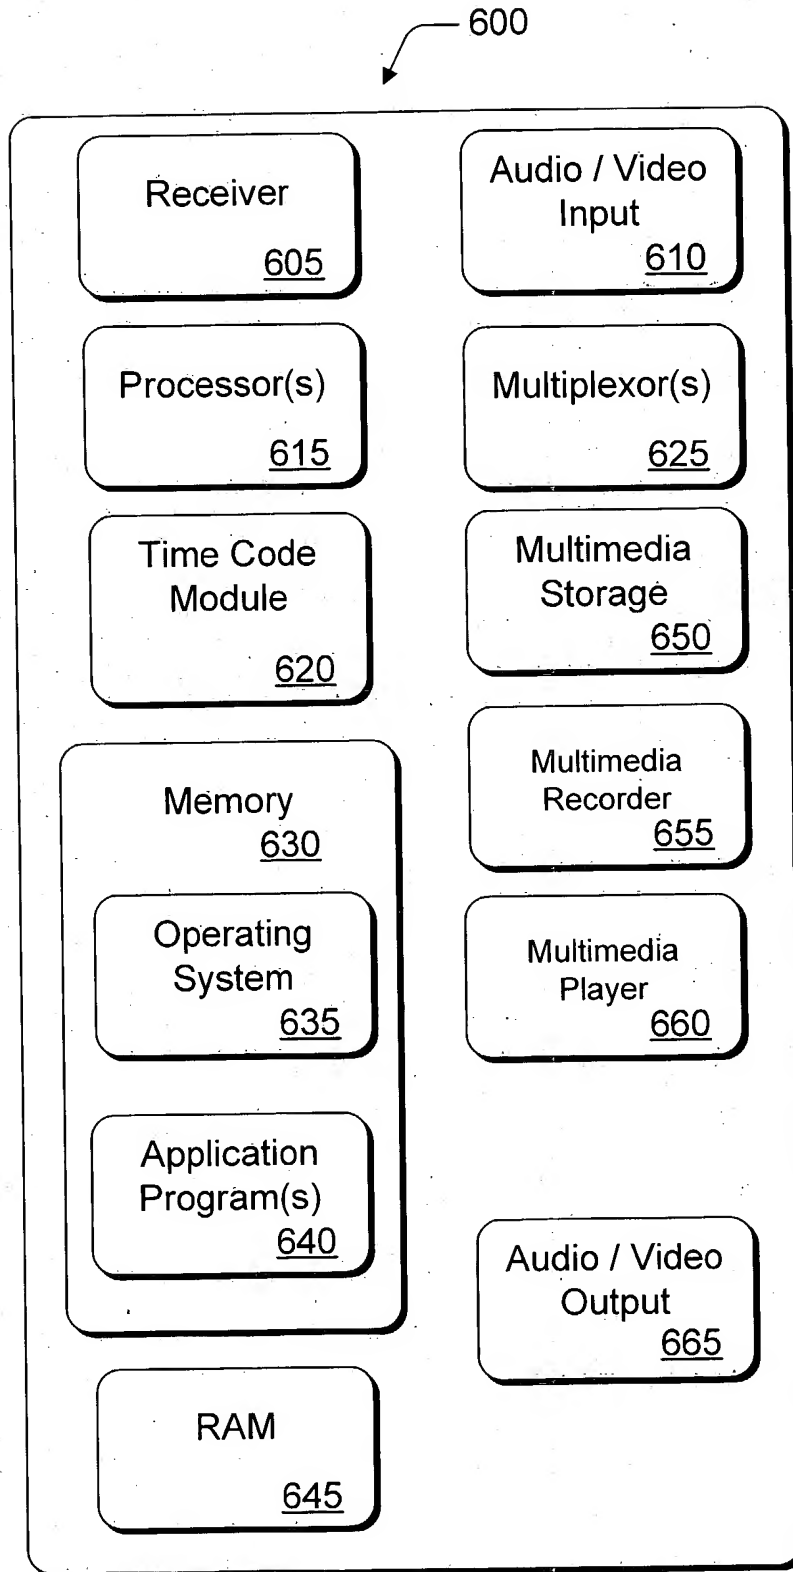 600
Receiver
605
Audio / Video
Input
610
Processor(s)
615
Multiplexor(s)
625
Time Code
Module
620
Multimedia
Storage
650
Memory
630
Multimedia
Recorder
655
Operating
System
635
Multimedia
Player
660
Application
Program(s)
640
Audio / Video
Output
665
RAM
645